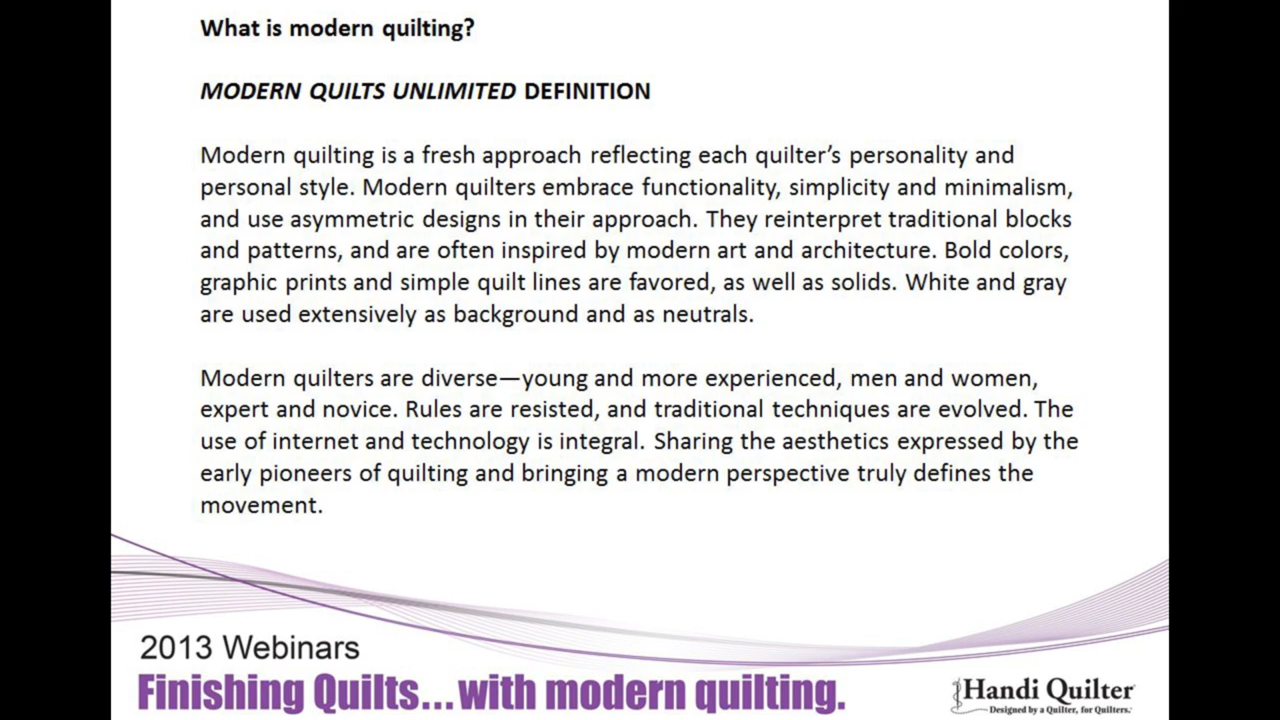 What is modern quilting?
MODERN QUILTS UNLIMITED DEFINITION
Modern quilting is a fresh approach reflecting each quilter’s personality and
personal style. Modern quilters embrace functionality, simplicity and minimalism,
and use asymmetric designs in their approach. They reinterpret traditional blocks
and patterns, and are often inspired by modern art and architecture. Bold colors,
graphic prints and simple quilt lines are favored, as well as solids. White and gray
are used extensively as background and as neutrals.
Modern quilters are diverse—young and more experienced, men and women,
expert and novice. Rules are resisted, and traditional techniques are evolved. The
use of internet and technology is integral. Sharing the aesthetics expressed by the
early pioneers of quilting and bringing a modern perspective truly defines the
movement.
2013 Webinars
Finishing Quilts...with modern quilting.
Handi Quilter
Designed by a Quilter, for Quilters.